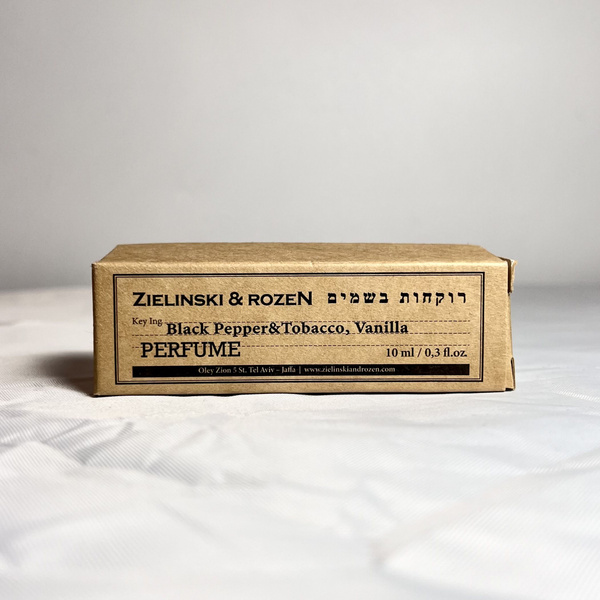 ZIELINSKI & ROZEN רוקחות בשמים
Key Ing. Black Pepper&Tobacco, Vanilla
PERFUME 10 ml / 0,3 fl.oz.
Oley Zion 5 St. Tel Aviv – Jaffa | www.zielinskiandrozen.com